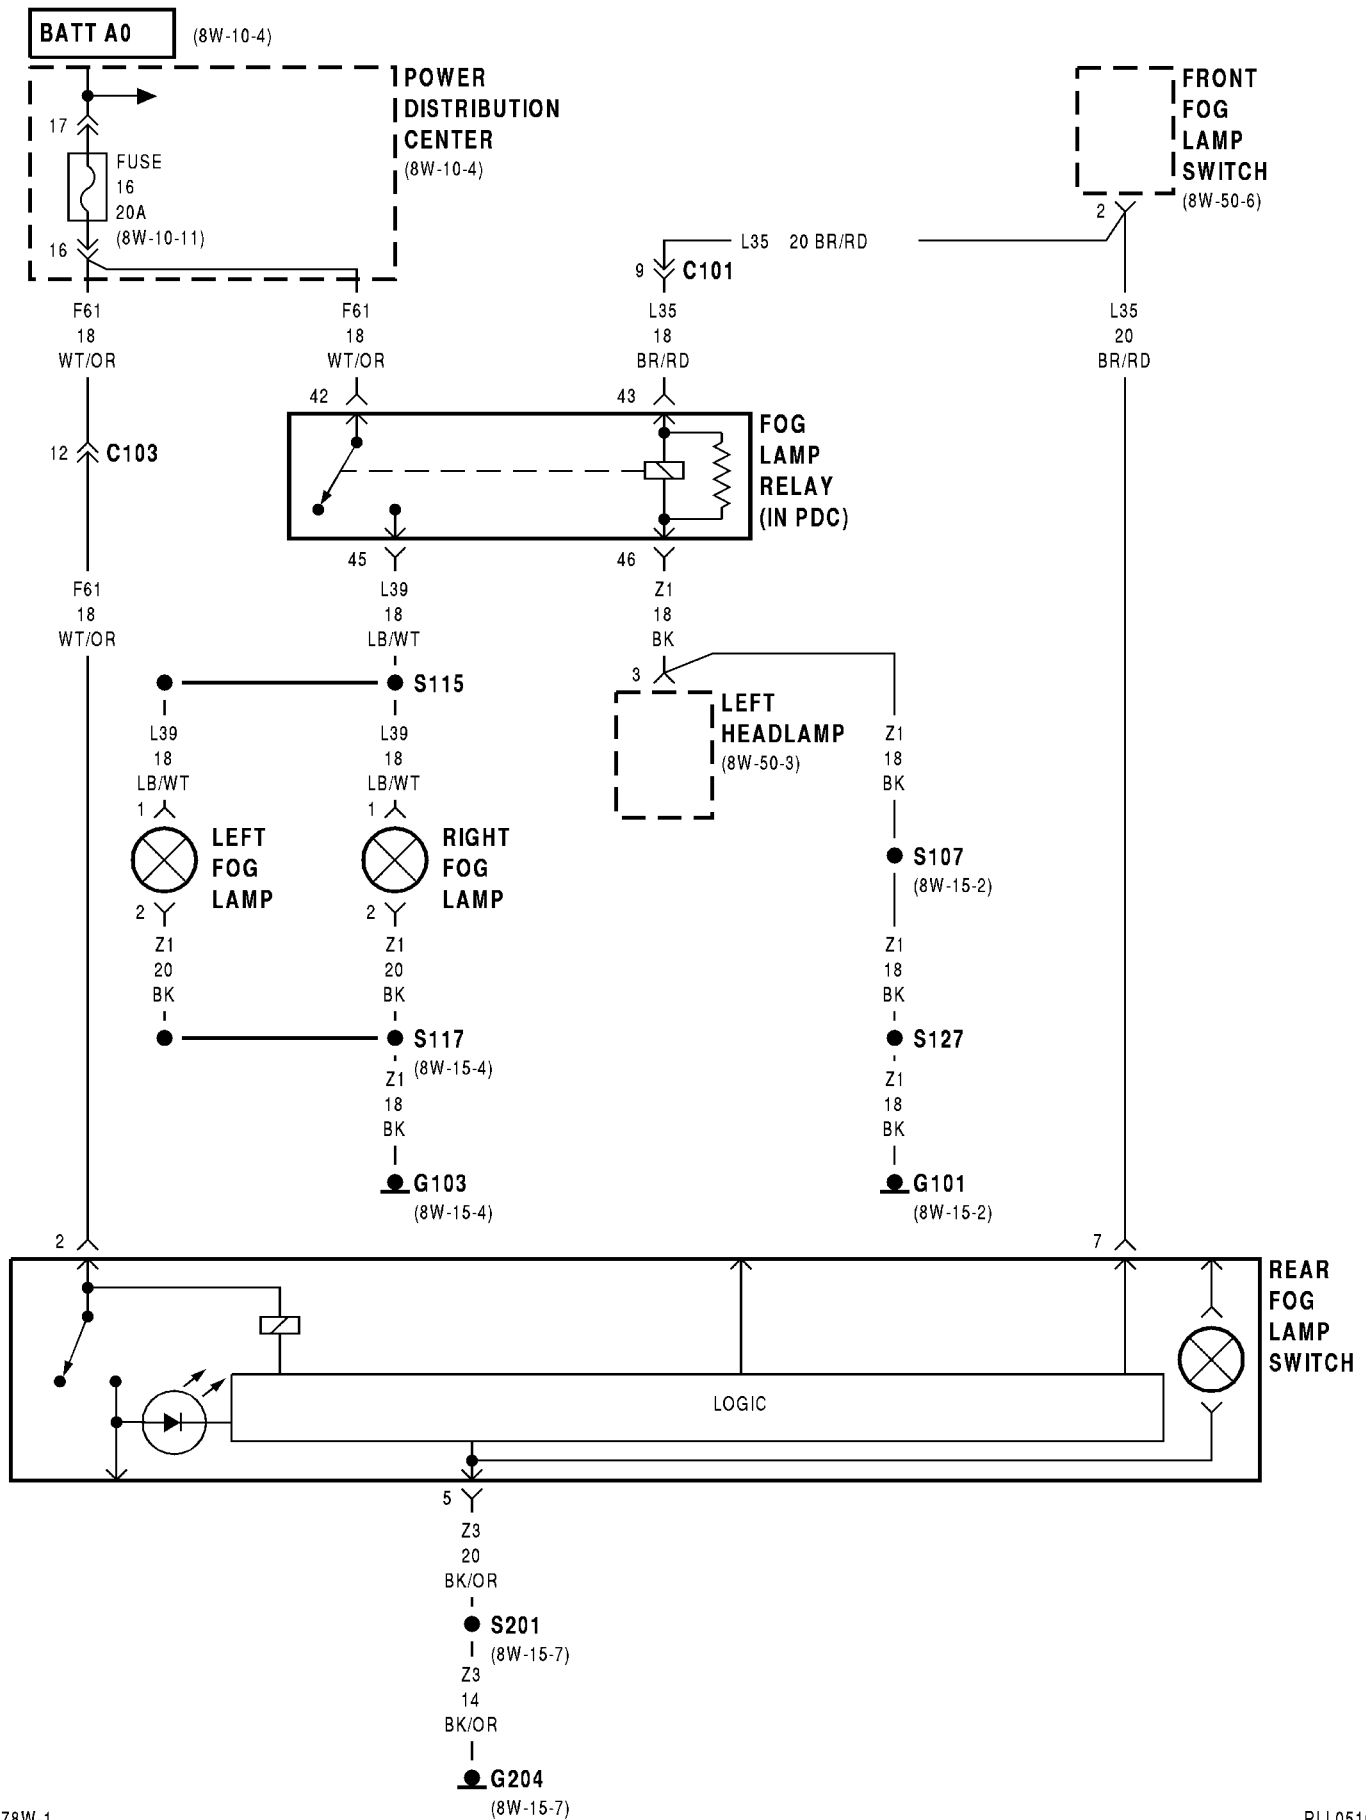 BATT A0
(8W-10-4)
POWER
DISTRIBUTION
CENTER
(8W-10-4)
17
FUSE
16
20A
(8W-10-11)
16
FRONT
FOG
LAMP
SWITCH
(8W-50-6)
2
L35 20 BR/RD
9
C101
F61
18
WT/OR
F61
18
WT/OR
L35
18
BR/RD
L35
20
BR/RD
42
43
FOG
LAMP
RELAY
(IN PDC)
12
C103
45
46
F61
18
WT/OR
L39
18
LB/WT
Z1
18
BK
S115
3
LEFT
HEADLAMP
(8W-50-3)
L39
18
LB/WT
L39
18
LB/WT
Z1
18
BK
1
LEFT
FOG
LAMP
2
1
RIGHT
FOG
LAMP
2
S107
(8W-15-2)
Z1
20
BK
Z1
20
BK
Z1
18
BK
S117
(8W-15-4)
S127
Z1
18
BK
Z1
18
BK
G103
(8W-15-4)
G101
(8W-15-2)
2
7
REAR
FOG
LAMP
SWITCH
LOGIC
5
Z3
20
BK/OR
S201
(8W-15-7)
Z3
14
BK/OR
G204
(8W-15-7)